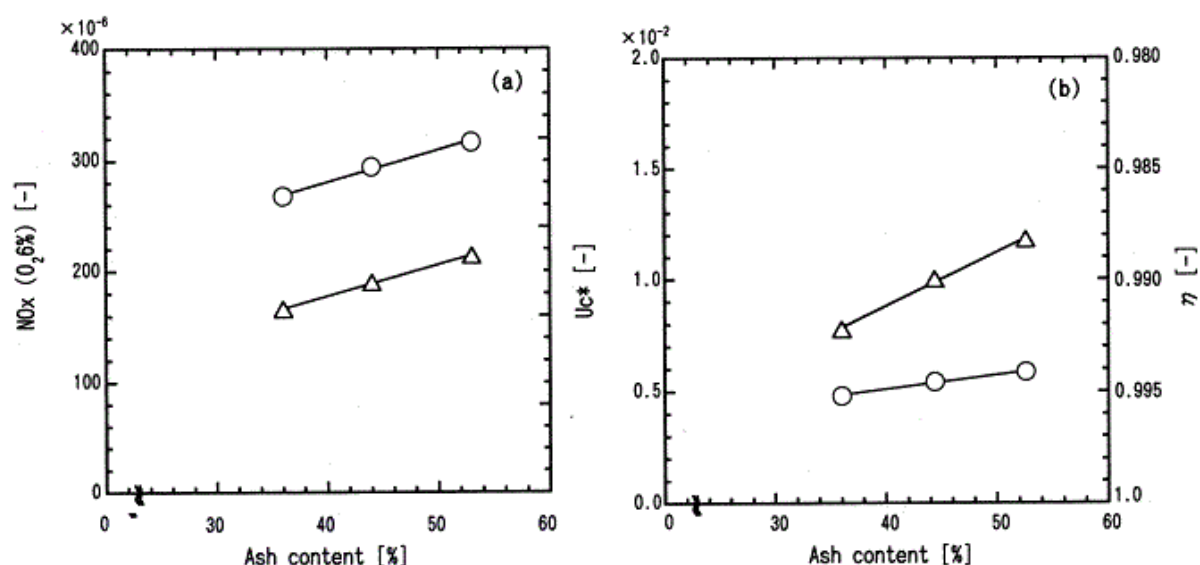 ×10⁻⁶
400
300
200
100
0
NOx (O₂6%) [-]
(a)
0 30 40 50 60
Ash content [%]
×10⁻²
2.0
1.5
1.0
0.5
0.0
Uc* [-]
(b)
0.980
0.985
0.990
0.995
1.0
η [-]
0 30 40 50 60
Ash content [%]